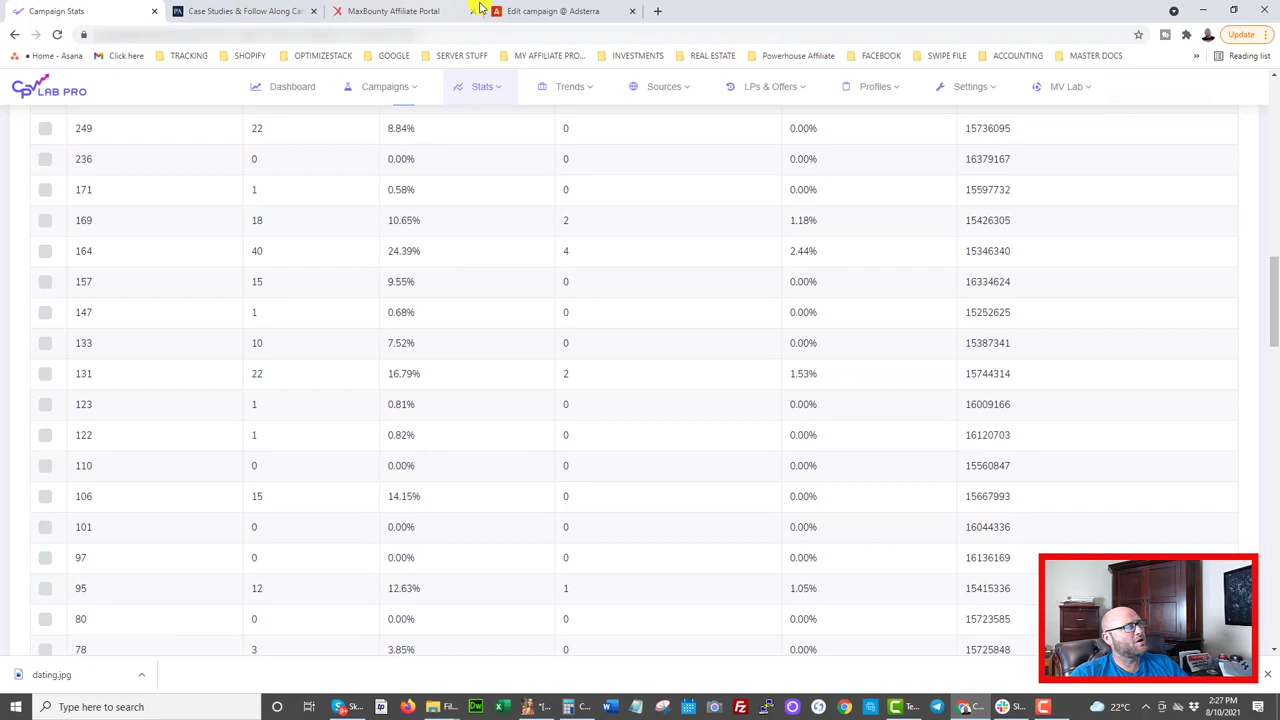 Campaign Stats
Case Studies & Follow Along Ca
MaxBounty Affiliate Portal
Edit campaign @ Adsterra
Update
Home - Asana
Click here
TRACKING
SHOPIFY
OPTIMIZESTACK
GOOGLE
SERVER STUFF
MY AFFILIATE PRO...
REAL ESTATE
Powerhouse Affiliate
INVESTMENTS
FACEBOOK
SWIPE FILE
ACCOUNTING
MASTER DOCS
Reading list
CPV LAB PRO
Dashboard
Campaigns
Stats
Trends
Sources
LPs & Offers
Profiles
Settings
MV Lab
249 22 8.84% 0 0.00% 15736095
236 0 0.00% 0 0.00% 16379167
171 1 0.58% 0 0.00% 15597732
169 18 10.65% 2 1.18% 15426305
164 40 24.39% 4 2.44% 15346340
157 15 9.55% 0 0.00% 16334624
147 1 0.68% 0 0.00% 15252625
133 10 7.52% 0 0.00% 15387341
131 22 16.79% 2 1.53% 15744314
123 1 0.81% 0 0.00% 16009166
122 1 0.82% 0 0.00% 16120703
110 0 0.00% 0 0.00% 15560847
106 15 14.15% 0 0.00% 15667993
101 0 0.00% 0 0.00% 16044336
97 0 0.00% 0 0.00% 16136169
95 12 12.63% 1 1.05% 15415336
80 0 0.00% 0 0.00% 15723585
78 3 3.85% 0 0.00% 15725848
dating.jpg
Type here to search
Sk...
Fil...
Te...
C...
Sl...
22°C
2:27 PM
8/10/2021